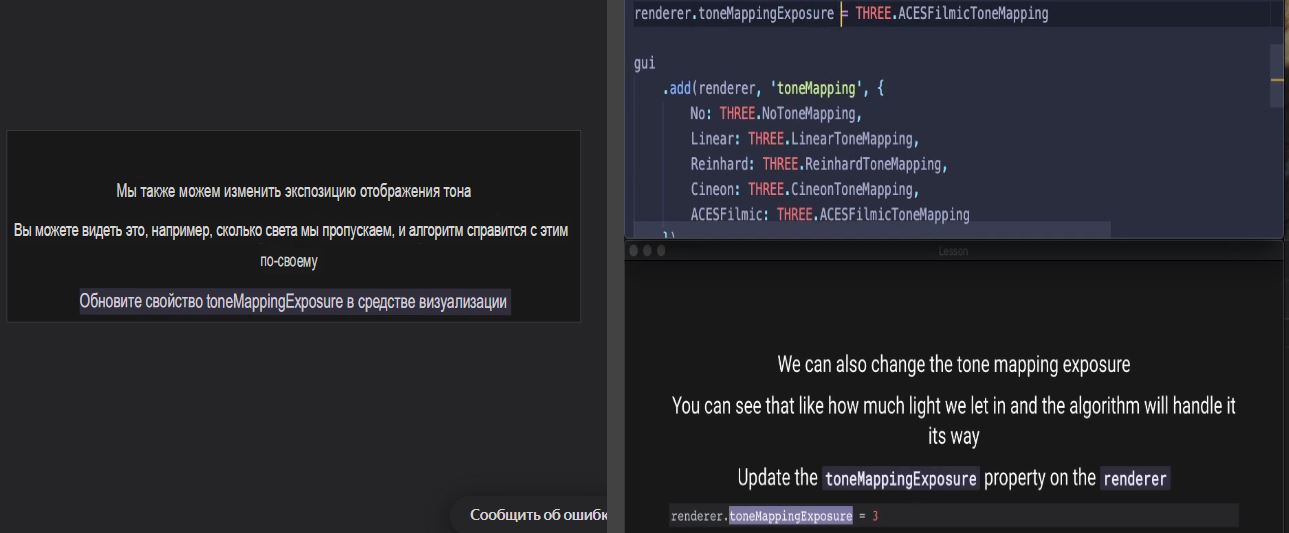 Мы также можем изменить экспозицию отображения тона
Вы можете видеть это, например, сколько света мы пропускаем, и алгоритм справится с этим
по-своему
Обновите свойство toneMappingExposure в средстве визуализации
Сообщить об ошибк
renderer.toneMappingExposure = THREE.ACESFilmicToneMapping
gui
.add(renderer, 'toneMapping', {
No: THREE.NoToneMapping,
Linear: THREE.LinearToneMapping,
Reinhard: THREE.ReinhardToneMapping,
Cineon: THREE.CineonToneMapping,
ACESFilmic: THREE.ACESFilmicToneMapping
})
Lesson
We can also change the tone mapping exposure
You can see that like how much light we let in and the algorithm will handle it
its way
Update the toneMappingExposure property on the renderer
renderer.toneMappingExposure = 3